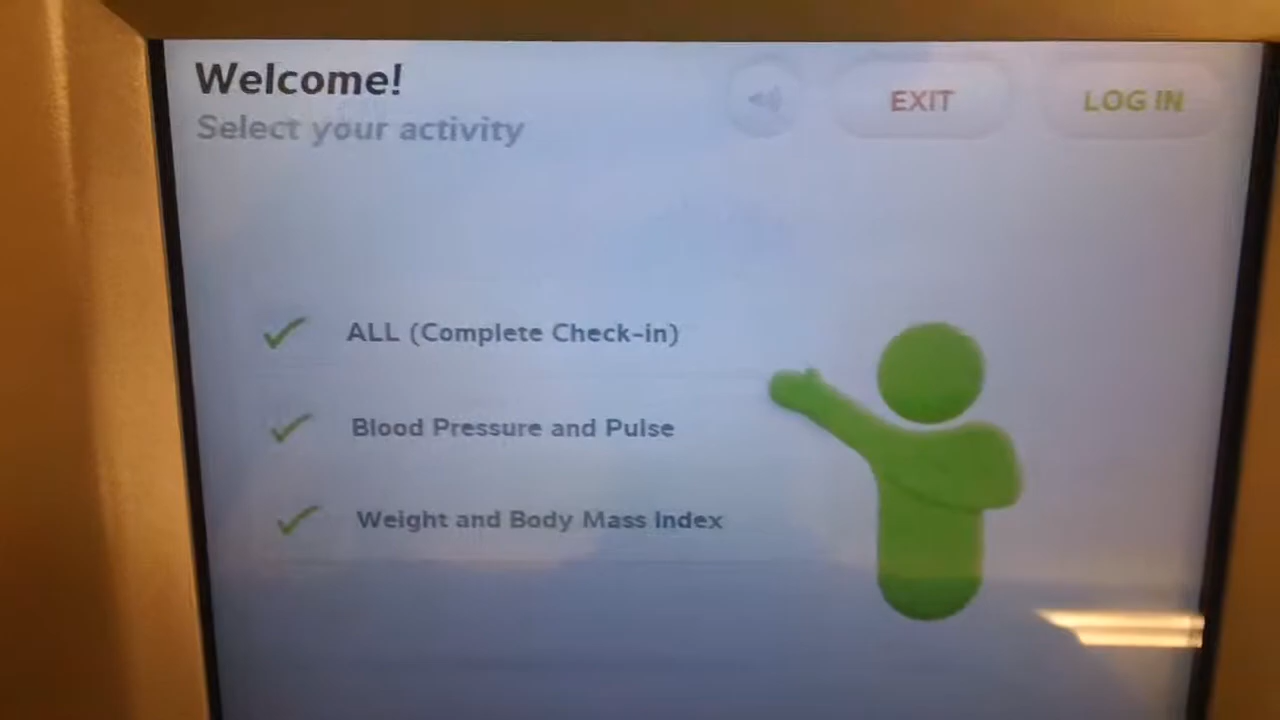 Welcome!
Select your activity
EXIT
LOG IN
ALL (Complete Check-in)
Blood Pressure and Pulse
Weight and Body Mass Index